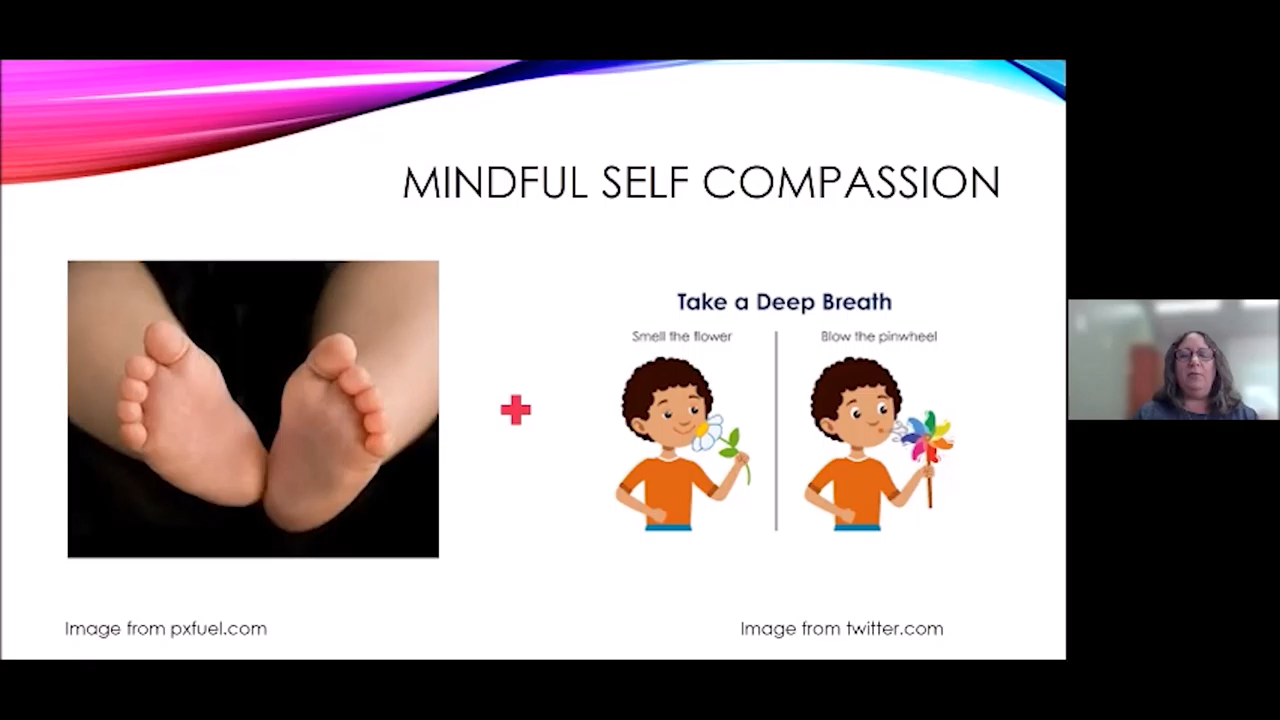 MINDFUL SELF COMPASSION
Take a Deep Breath
Smell the flower
Blow the pinwheel
Image from pxfuel.com
Image from twitter.com